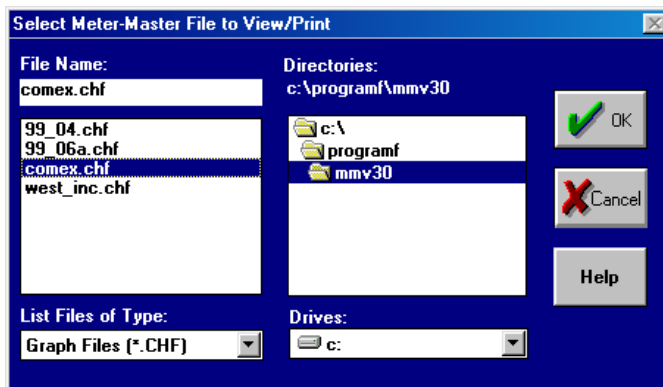 Select Meter-Master File to View/Print
File Name:
comex.chf
99_04.chf
99_06a.chf
comex.chf
west_inc.chf
List Files of Type:
Graph Files (*.CHF)
Directories:
c:\programf\mmv30
c:\
programf
mmv30
Drives:
c:
OK
Cancel
Help